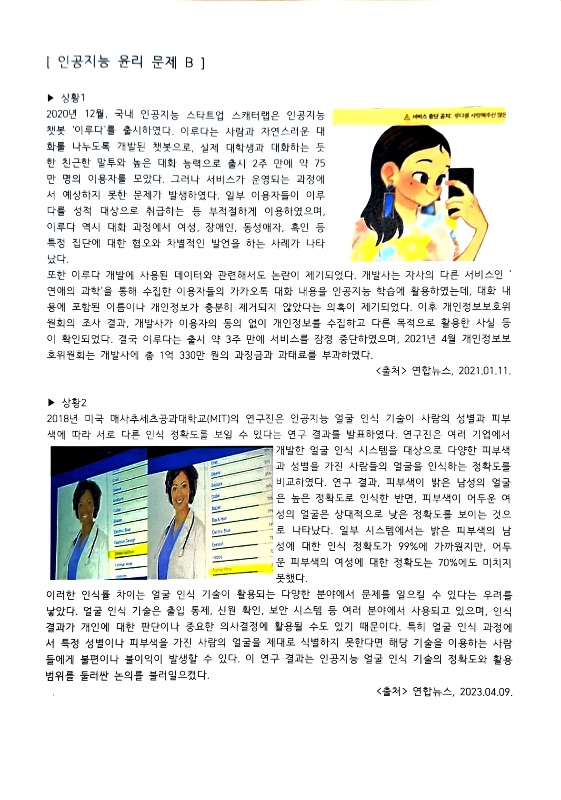 [ 인공지능 윤리 문제 B ]
▶ 상황1
2020년 12월, 국내 인공지능 스타트업 스캐터랩은 인공지능
챗봇 '이루다'를 출시하였다. 이루다는 사람과 자연스러운 대
화를 나누도록 개발된 챗봇으로, 실제 대학생과 대화하는 듯
한 친근한 말투와 높은 대화 능력으로 출시 2주 만에 약 75
만 명의 이용자를 모았다. 그러나 서비스가 운영되는 과정에
서 예상하지 못한 문제가 발생하였다. 일부 이용자들이 이루
다를 성적 대상으로 취급하는 등 부적절하게 이용하였으며,
이루다 역시 대화 과정에서 여성, 장애인, 동성애자, 흑인 등
특정 집단에 대한 혐오와 차별적인 발언을 하는 사례가 나타
났다.
서비스 중단 공지: 루다를 사랑해주신 많은
또한 이루다 개발에 사용된 데이터와 관련해서도 논란이 제기되었다. 개발사는 자사의 다른 서비스인 '
연애의 과학'을 통해 수집한 이용자들의 카카오톡 대화 내용을 인공지능 학습에 활용하였는데, 대화 내
용에 포함된 이름이나 개인정보가 충분히 제거되지 않았다는 의혹이 제기되었다. 이후 개인정보보호위
원회의 조사 결과, 개발사가 이용자의 동의 없이 개인정보를 수집하고 다른 목적으로 활용한 사실 등
이 확인되었다. 결국 이루다는 출시 약 3주 만에 서비스를 잠정 중단하였으며, 2021년 4월 개인정보보
호위원회는 개발사에 총 1억 330만 원의 과징금과 과태료를 부과하였다.
<출처> 연합뉴스, 2021.01.11.
▶ 상황2
2018년 미국 매사추세츠공과대학교(MIT)의 연구진은 인공지능 얼굴 인식 기술이 사람의 성별과 피부
색에 따라 서로 다른 인식 정확도를 보일 수 있다는 연구 결과를 발표하였다. 연구진은 여러 기업에서
개발한 얼굴 인식 시스템을 대상으로 다양한 피부색
과 성별을 가진 사람들의 얼굴을 인식하는 정확도를
비교하였다. 연구 결과, 피부색이 밝은 남성의 얼굴
은 높은 정확도로 인식한 반면, 피부색이 어두운 여
성의 얼굴은 상대적으로 낮은 정확도를 보이는 것으
로 나타났다. 일부 시스템에서는 밝은 피부색의 남
성에 대한 인식 정확도가 99%에 가까웠지만, 어두
운 피부색의 여성에 대한 정확도는 70%에도 미치지
못했다.
이러한 인식률 차이는 얼굴 인식 기술이 활용되는 다양한 분야에서 문제를 일으킬 수 있다는 우려를
낳았다. 얼굴 인식 기술은 출입 통제, 신원 확인, 보안 시스템 등 여러 분야에서 사용되고 있으며, 인식
결과가 개인에 대한 판단이나 중요한 의사결정에 활용될 수도 있기 때문이다. 특히 얼굴 인식 과정에
서 특정 성별이나 피부색을 가진 사람의 얼굴을 제대로 식별하지 못한다면 해당 기술을 이용하는 사람
들에게 불편이나 불이익이 발생할 수 있다. 이 연구 결과는 인공지능 얼굴 인식 기술의 정확도와 활용
범위를 둘러싼 논의를 불러일으켰다.
<출처> 연합뉴스, 2023.04.09.